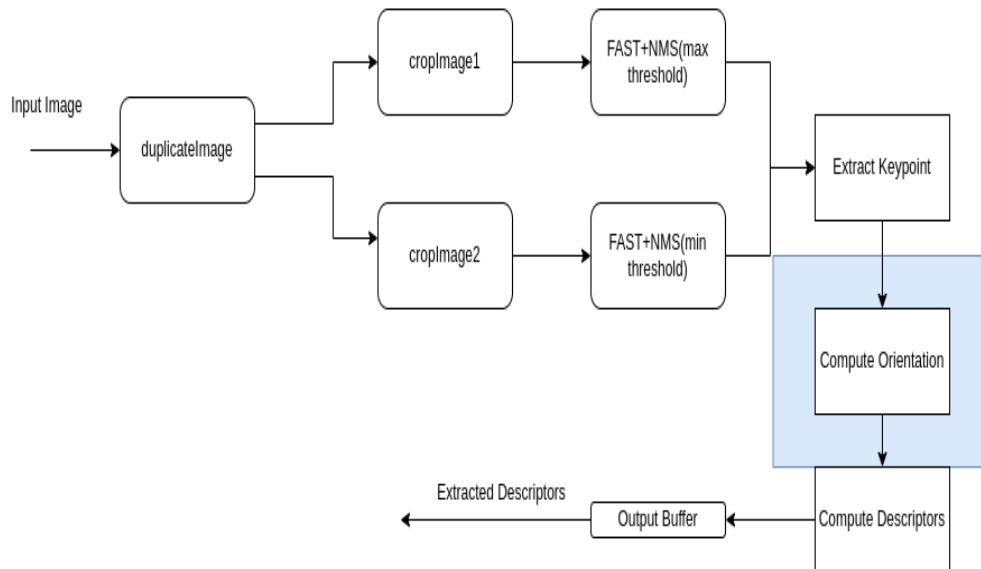 Input Image
duplicateImage
cropImage1
FAST+NMS(max
threshold)
cropImage2
FAST+NMS(min
threshold)
Extract Keypoint
Compute Orientation
Compute Descriptors
Output Buffer
Extracted Descriptors